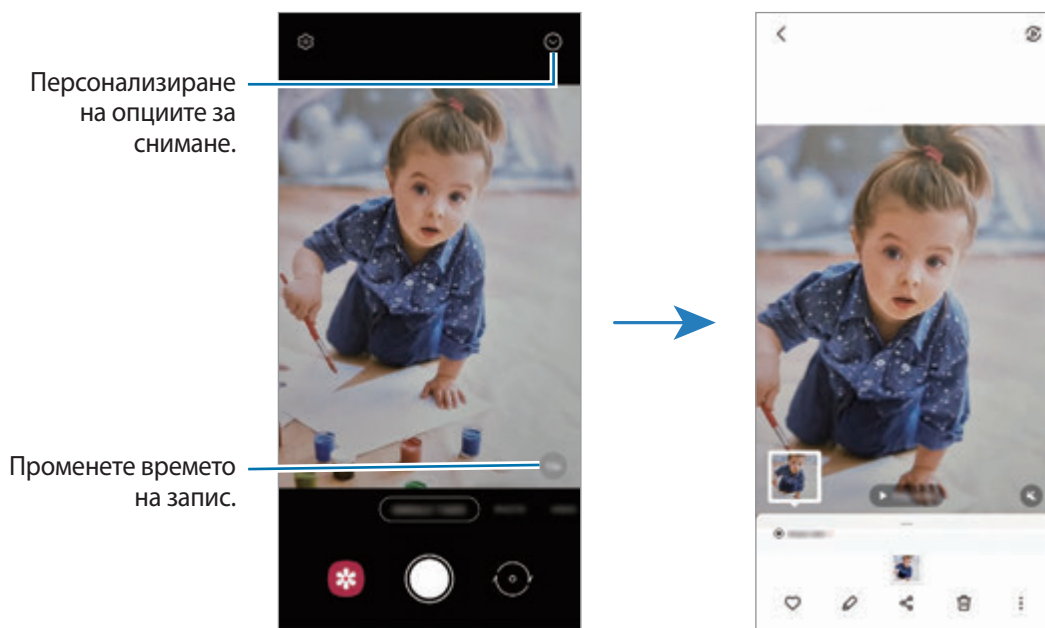 Персонализиране
на опциите за
снимане.
Променете времето
на запис.